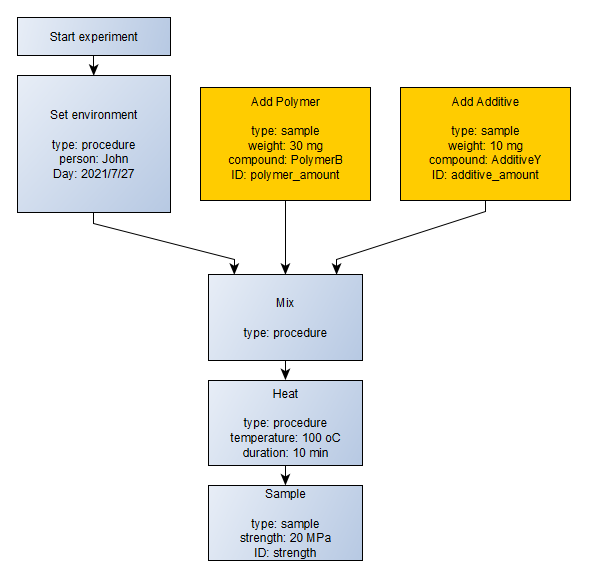 Start experiment
Set environment
type: procedure
person: John
Day: 2021/7/27
Add Polymer
type: sample
weight: 30 mg
compound: PolymerB
ID: polymer_amount
Add Additive
type: sample
weight: 10 mg
compound: AdditiveY
ID: additive_amount
Mix
type: procedure
Heat
type: procedure
temperature: 100 oC
duration: 10 min
Sample
type: sample
strength: 20 MPa
ID: strength